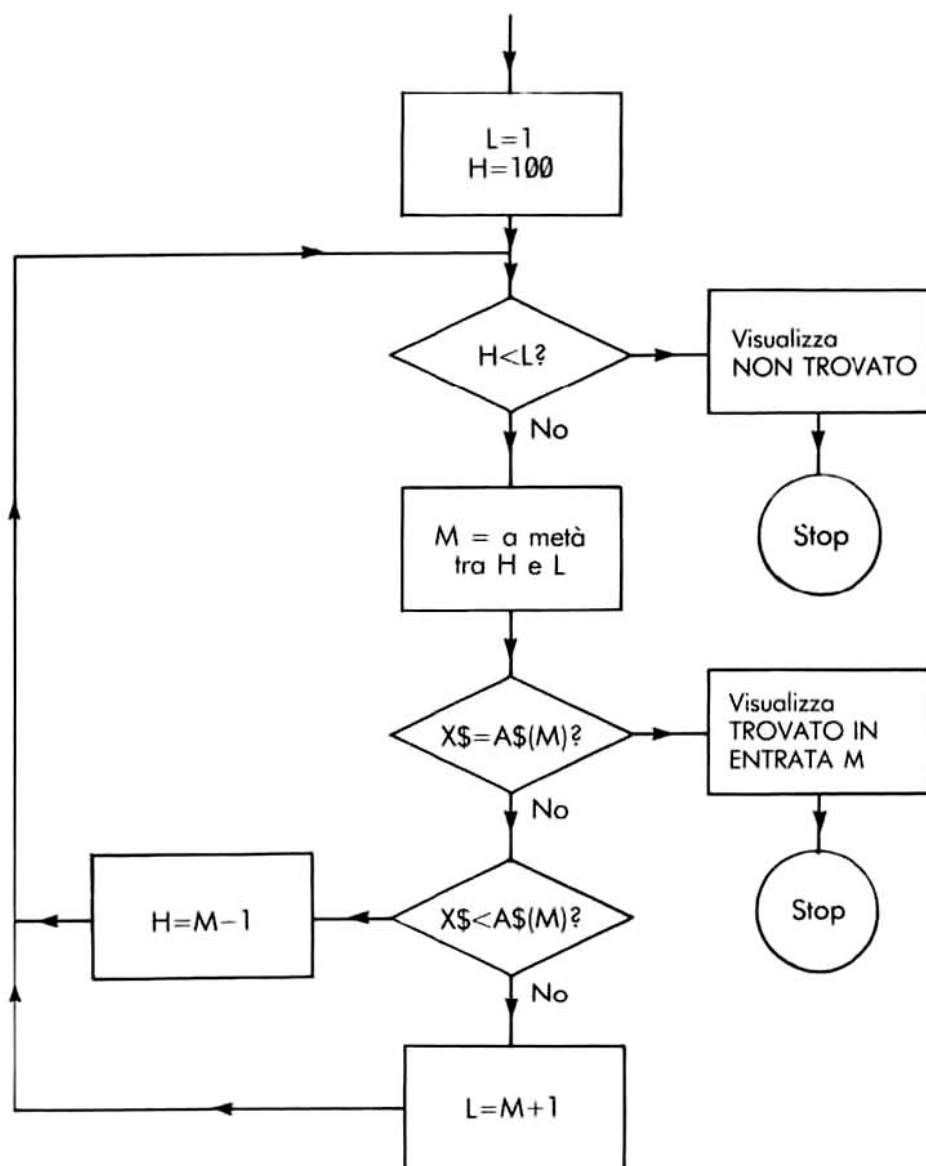 L=1
H=100
H<L?
Visualizza
NON TROVATO
No
Stop
M = a metà
tra H e L
X$=A$(M)?
Visualizza
TROVATO IN
ENTRATA M
No
Stop
X$<A$(M)?
H=M−1
No
L=M+1